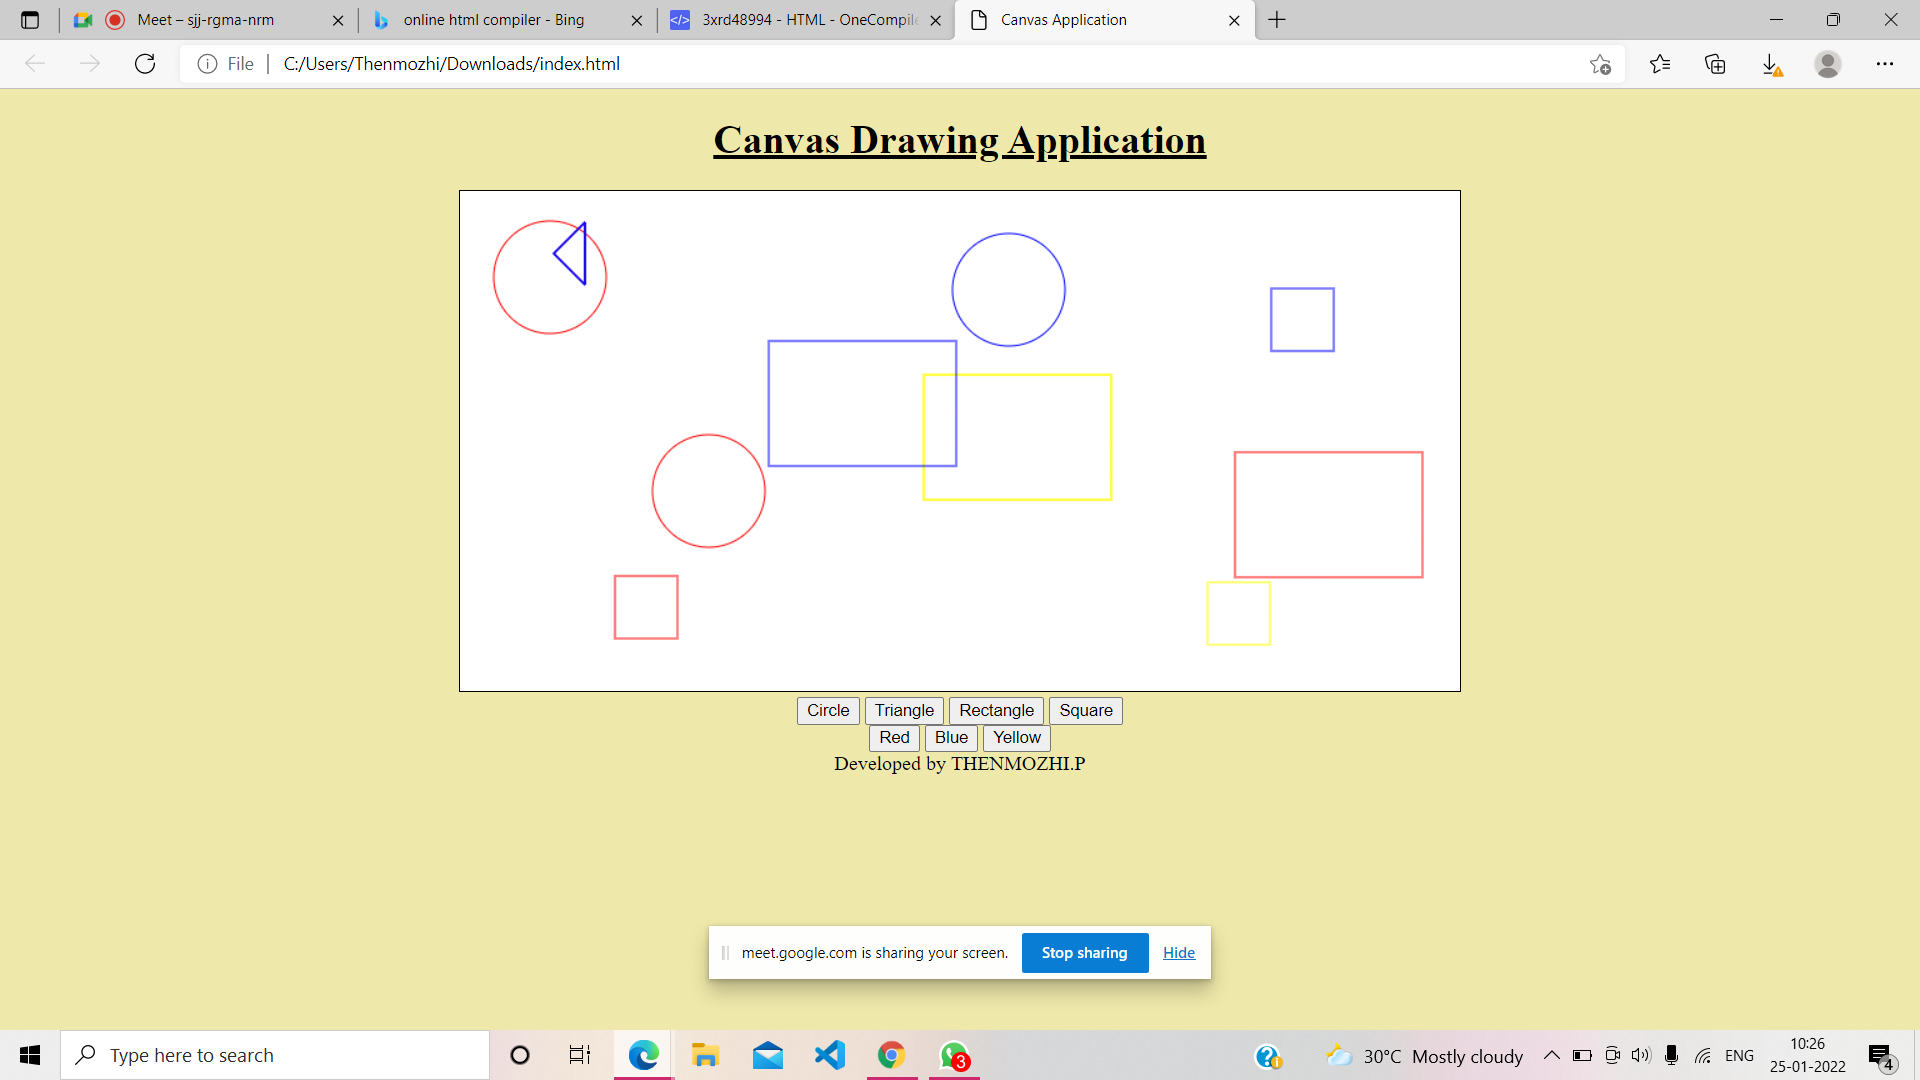 Meet – sjj-rgma-nrm
online html compiler - Bing
3xrd48994 - HTML - OneCompile
Canvas Application
File
C:/Users/Thenmozhi/Downloads/index.html
Canvas Drawing Application
Circle Triangle Rectangle Square
Red Blue Yellow
Developed by THENMOZHI.P
meet.google.com is sharing your screen. Stop sharing Hide
Type here to search
3
30°C Mostly cloudy
ENG
10:26
25-01-2022
4